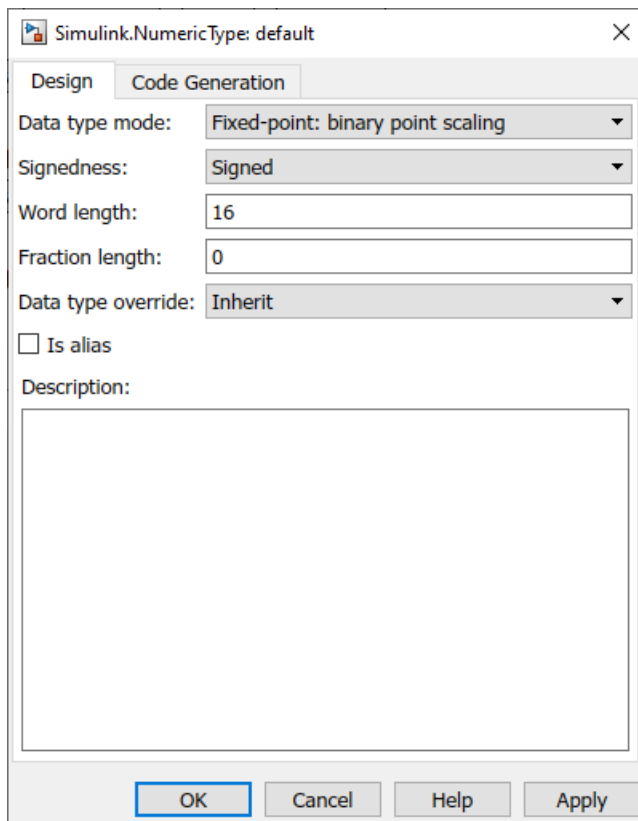 Simulink.NumericType: default
Design Code Generation
Data type mode: Fixed-point: binary point scaling
Signedness: Signed
Word length: 16
Fraction length: 0
Data type override: Inherit
Is alias
Description:
OK Cancel Help Apply